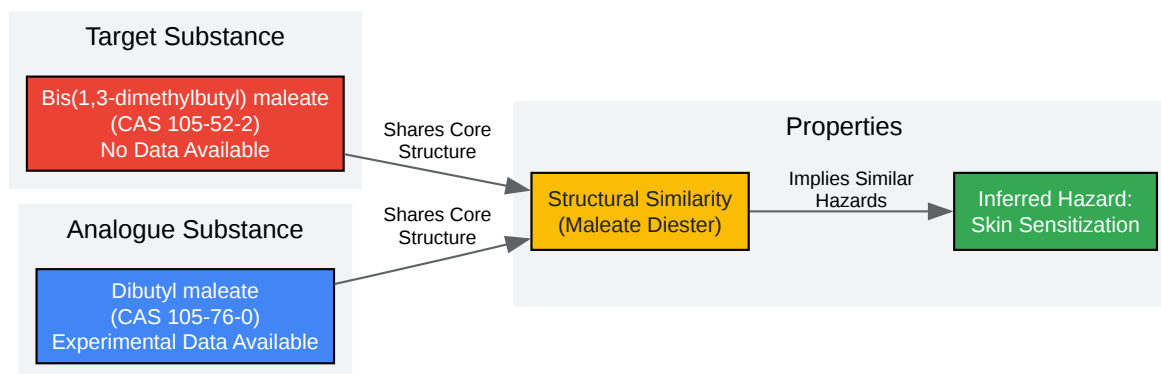 Target Substance
Bis(1,3-dimethylbutyl) maleate
(CAS 105-52-2)
No Data Available
Shares Core
Structure
Analogue Substance
Dibutyl maleate
(CAS 105-76-0)
Experimental Data Available
Shares Core
Structure
Properties
Structural Similarity
(Maleate Diester)
Implies Similar
Hazards
Inferred Hazard:
Skin Sensitization